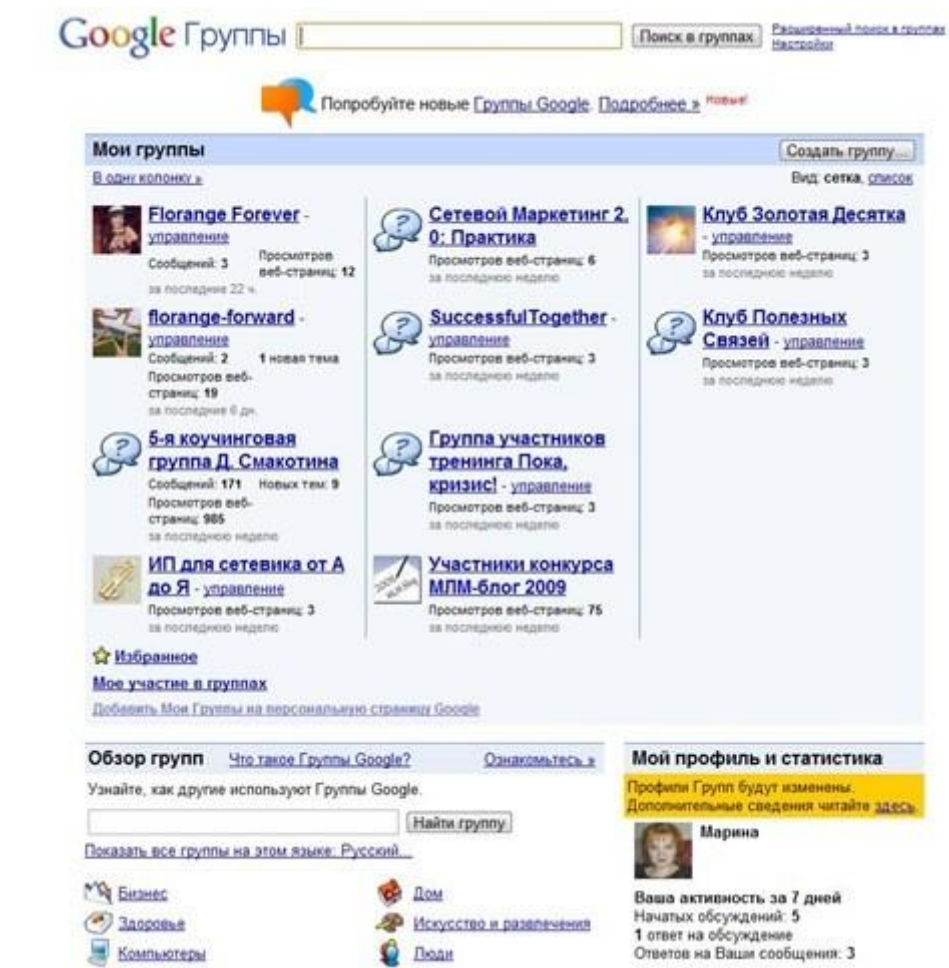 Google Группы
Поиск в группах
Расширенный поиск в группах
Настройки
Попробуйте новые Группы Google. Подробнее » Новые!
Мои группы
Создать группу...
В одну колонку »
Вид: сетка, список
Florange Forever -
управление
Сообщений: 3
Просмотров
веб-страниц: 12
за последние 22 ч.
florange-forward -
управление
Сообщений: 2 1 новая тема
Просмотров веб-
страниц: 19
за последние 6 дн.
5-я коучинговая
группа Д. Смакотина
Сообщений: 171 Новых тем: 9
Просмотров веб-
страниц: 985
за последнюю неделю
ИП для сетевика от А
до Я - управление
Просмотров веб-страниц: 3
за последнюю неделю
Сетевой Маркетинг 2.
0: Практика
Просмотров веб-страниц: 6
за последнюю неделю
SuccessfulTogether -
управление
Просмотров веб-страниц: 3
за последнюю неделю
Группа участников
тренинга Пока,
кризис! - управление
Просмотров веб-страниц: 3
за последнюю неделю
Участники конкурса
МЛМ-блог 2009
Просмотров веб-страниц: 75
за последнюю неделю
Клуб Золотая Десятка
- управление
Просмотров веб-страниц: 3
за последнюю неделю
Клуб Полезных
Связей - управление
Просмотров веб-страниц: 3
за последнюю неделю
Избранное
Мое участие в группах
Добавить Мои Группы на персональную страницу Google
Обзор групп Что такое Группы Google? Ознакомьтесь »
Узнайте, как другие используют Группы Google.
Найти группу
Показать все группы на этом языке: Русский...
Бизнес
Здоровье
Компьютеры
Дом
Искусство и развлечения
Люди
Мой профиль и статистика
Профили Групп будут изменены.
Дополнительные сведения читайте здесь.
Марина
Ваша активность за 7 дней
Начатых обсуждений: 5
1 ответ на обсуждение
Ответов на Ваши сообщения: 3